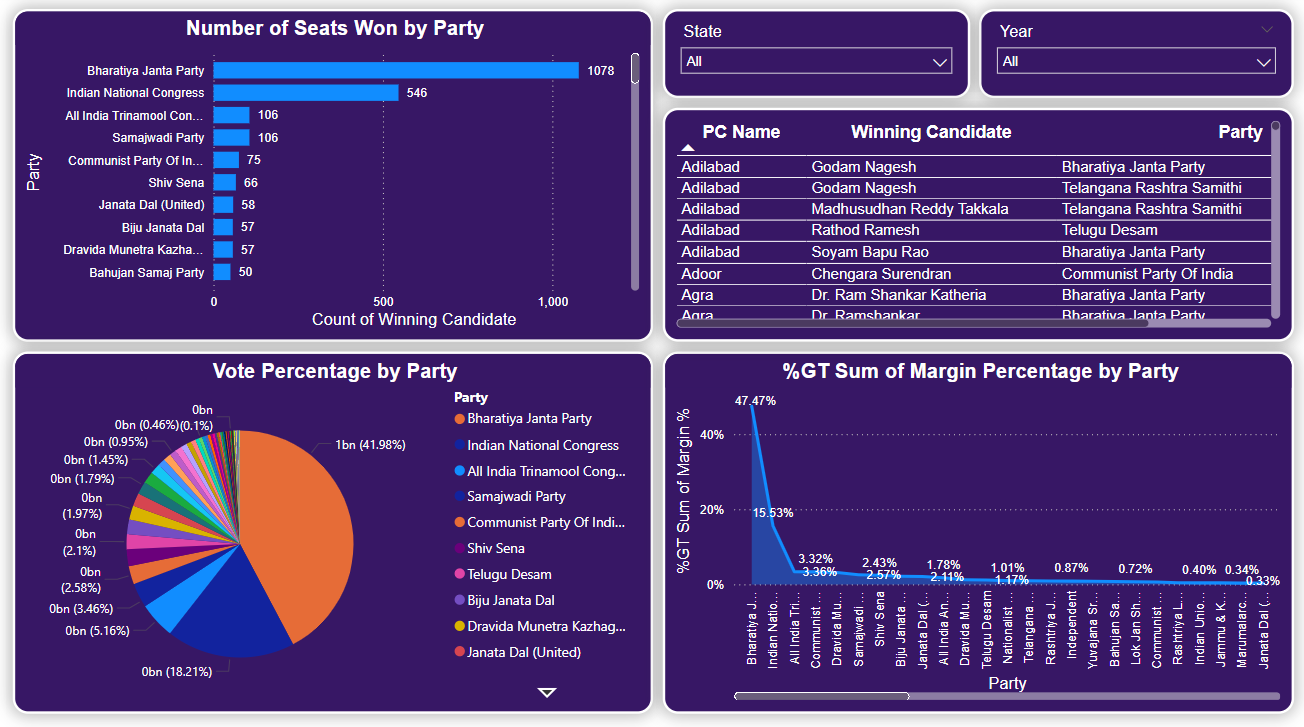 Number of Seats Won by Party
Party
Bharatiya Janta Party 1078
Indian National Congress 546
All India Trinamool Con... 106
Samajwadi Party 106
Communist Party Of In... 75
Shiv Sena 66
Janata Dal (United) 58
Biju Janata Dal 57
Dravida Munetra Kazha... 57
Bahujan Samaj Party 50
0 500 1,000
Count of Winning Candidate
State
All
Year
All
PC Name Winning Candidate Party
Adilabad Godam Nagesh Bharatiya Janta Party
Adilabad Godam Nagesh Telangana Rashtra Samithi
Adilabad Madhusudhan Reddy Takkala Telangana Rashtra Samithi
Adilabad Rathod Ramesh Telugu Desam
Adilabad Soyam Bapu Rao Bharatiya Janta Party
Adoor Chengara Surendran Communist Party Of India
Agra Dr. Ram Shankar Katheria Bharatiya Janta Party
Agra Dr. Ramshankar Bharatiya Janta Party
Vote Percentage by Party
1bn (41.98%)
0bn (18.21%)
0bn (5.16%)
0bn (3.46%)
0bn
(2.58%)
0bn
(2.1%)
0bn
(1.97%)
0bn (1.79%)
0bn (1.45%)
0bn (0.95%)
0bn (0.46%)
0bn
(0.1%)
Party
Bharatiya Janta Party
Indian National Congress
All India Trinamool Cong...
Samajwadi Party
Communist Party Of Indi...
Shiv Sena
Telugu Desam
Biju Janata Dal
Dravida Munetra Kazhag...
Janata Dal (United)
%GT Sum of Margin Percentage by Party
%GT Sum of Margin %
40%
20%
0%
47.47%
15.53%
3.32%
3.36%
2.43%
2.57%
1.78%
2.11%
1.01%
1.17%
0.87%
0.72%
0.40%
0.34%
0.33%
Bharatiya J...
Indian Natio...
All India Tri...
Communist ...
Dravida Mu...
Samajwadi ...
Shiv Sena
Biju Janata ...
Janata Dal (...
All India An...
Dravida Mu...
Telugu Desam
Nationalist ...
Telangana ...
Rashtriya J...
Independent
Yuvajana Sr...
Bahujan Sa...
Lok Jan Sh...
Communist ...
Rashtriya L...
Indian Unio...
Jammu & K...
Marumalarc...
Janata Dal (...
Party